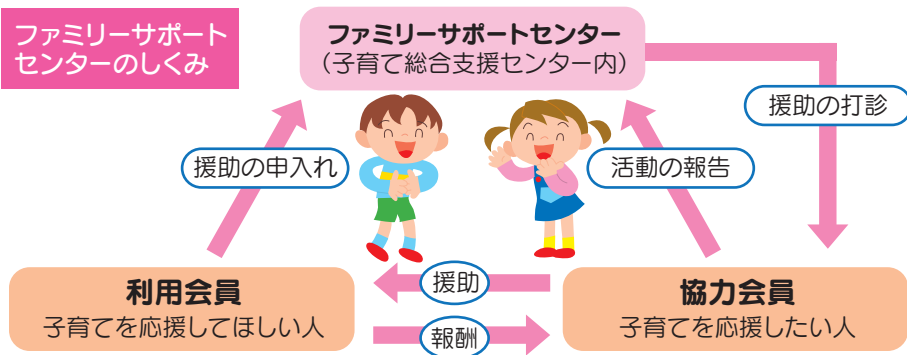 ファミリーサポート
センターのしくみ
ファミリーサポートセンター
(子育て総合支援センター内)
援助の打診
援助の申入れ
活動の報告
利用会員
子育てを応援してほしい人
援助
報酬
協力会員
子育てを応援したい人